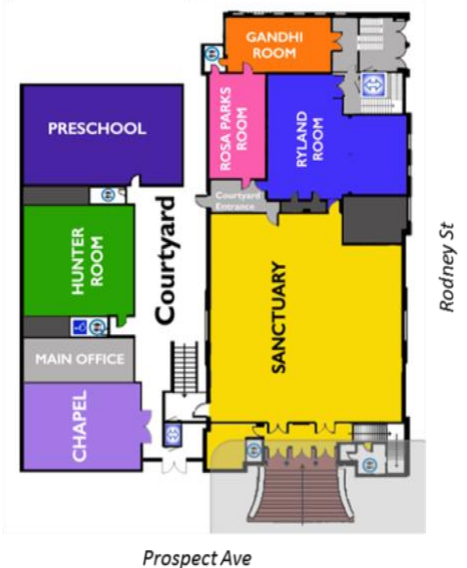 GANDHI
ROOM
PRESCHOOL
ROSA PARKS
ROOM
RYLAND
ROOM
Courtyard
Entrance
Courtyard
HUNTER
ROOM
SANCTUARY
Rodney St
MAIN OFFICE
CHAPEL
Prospect Ave